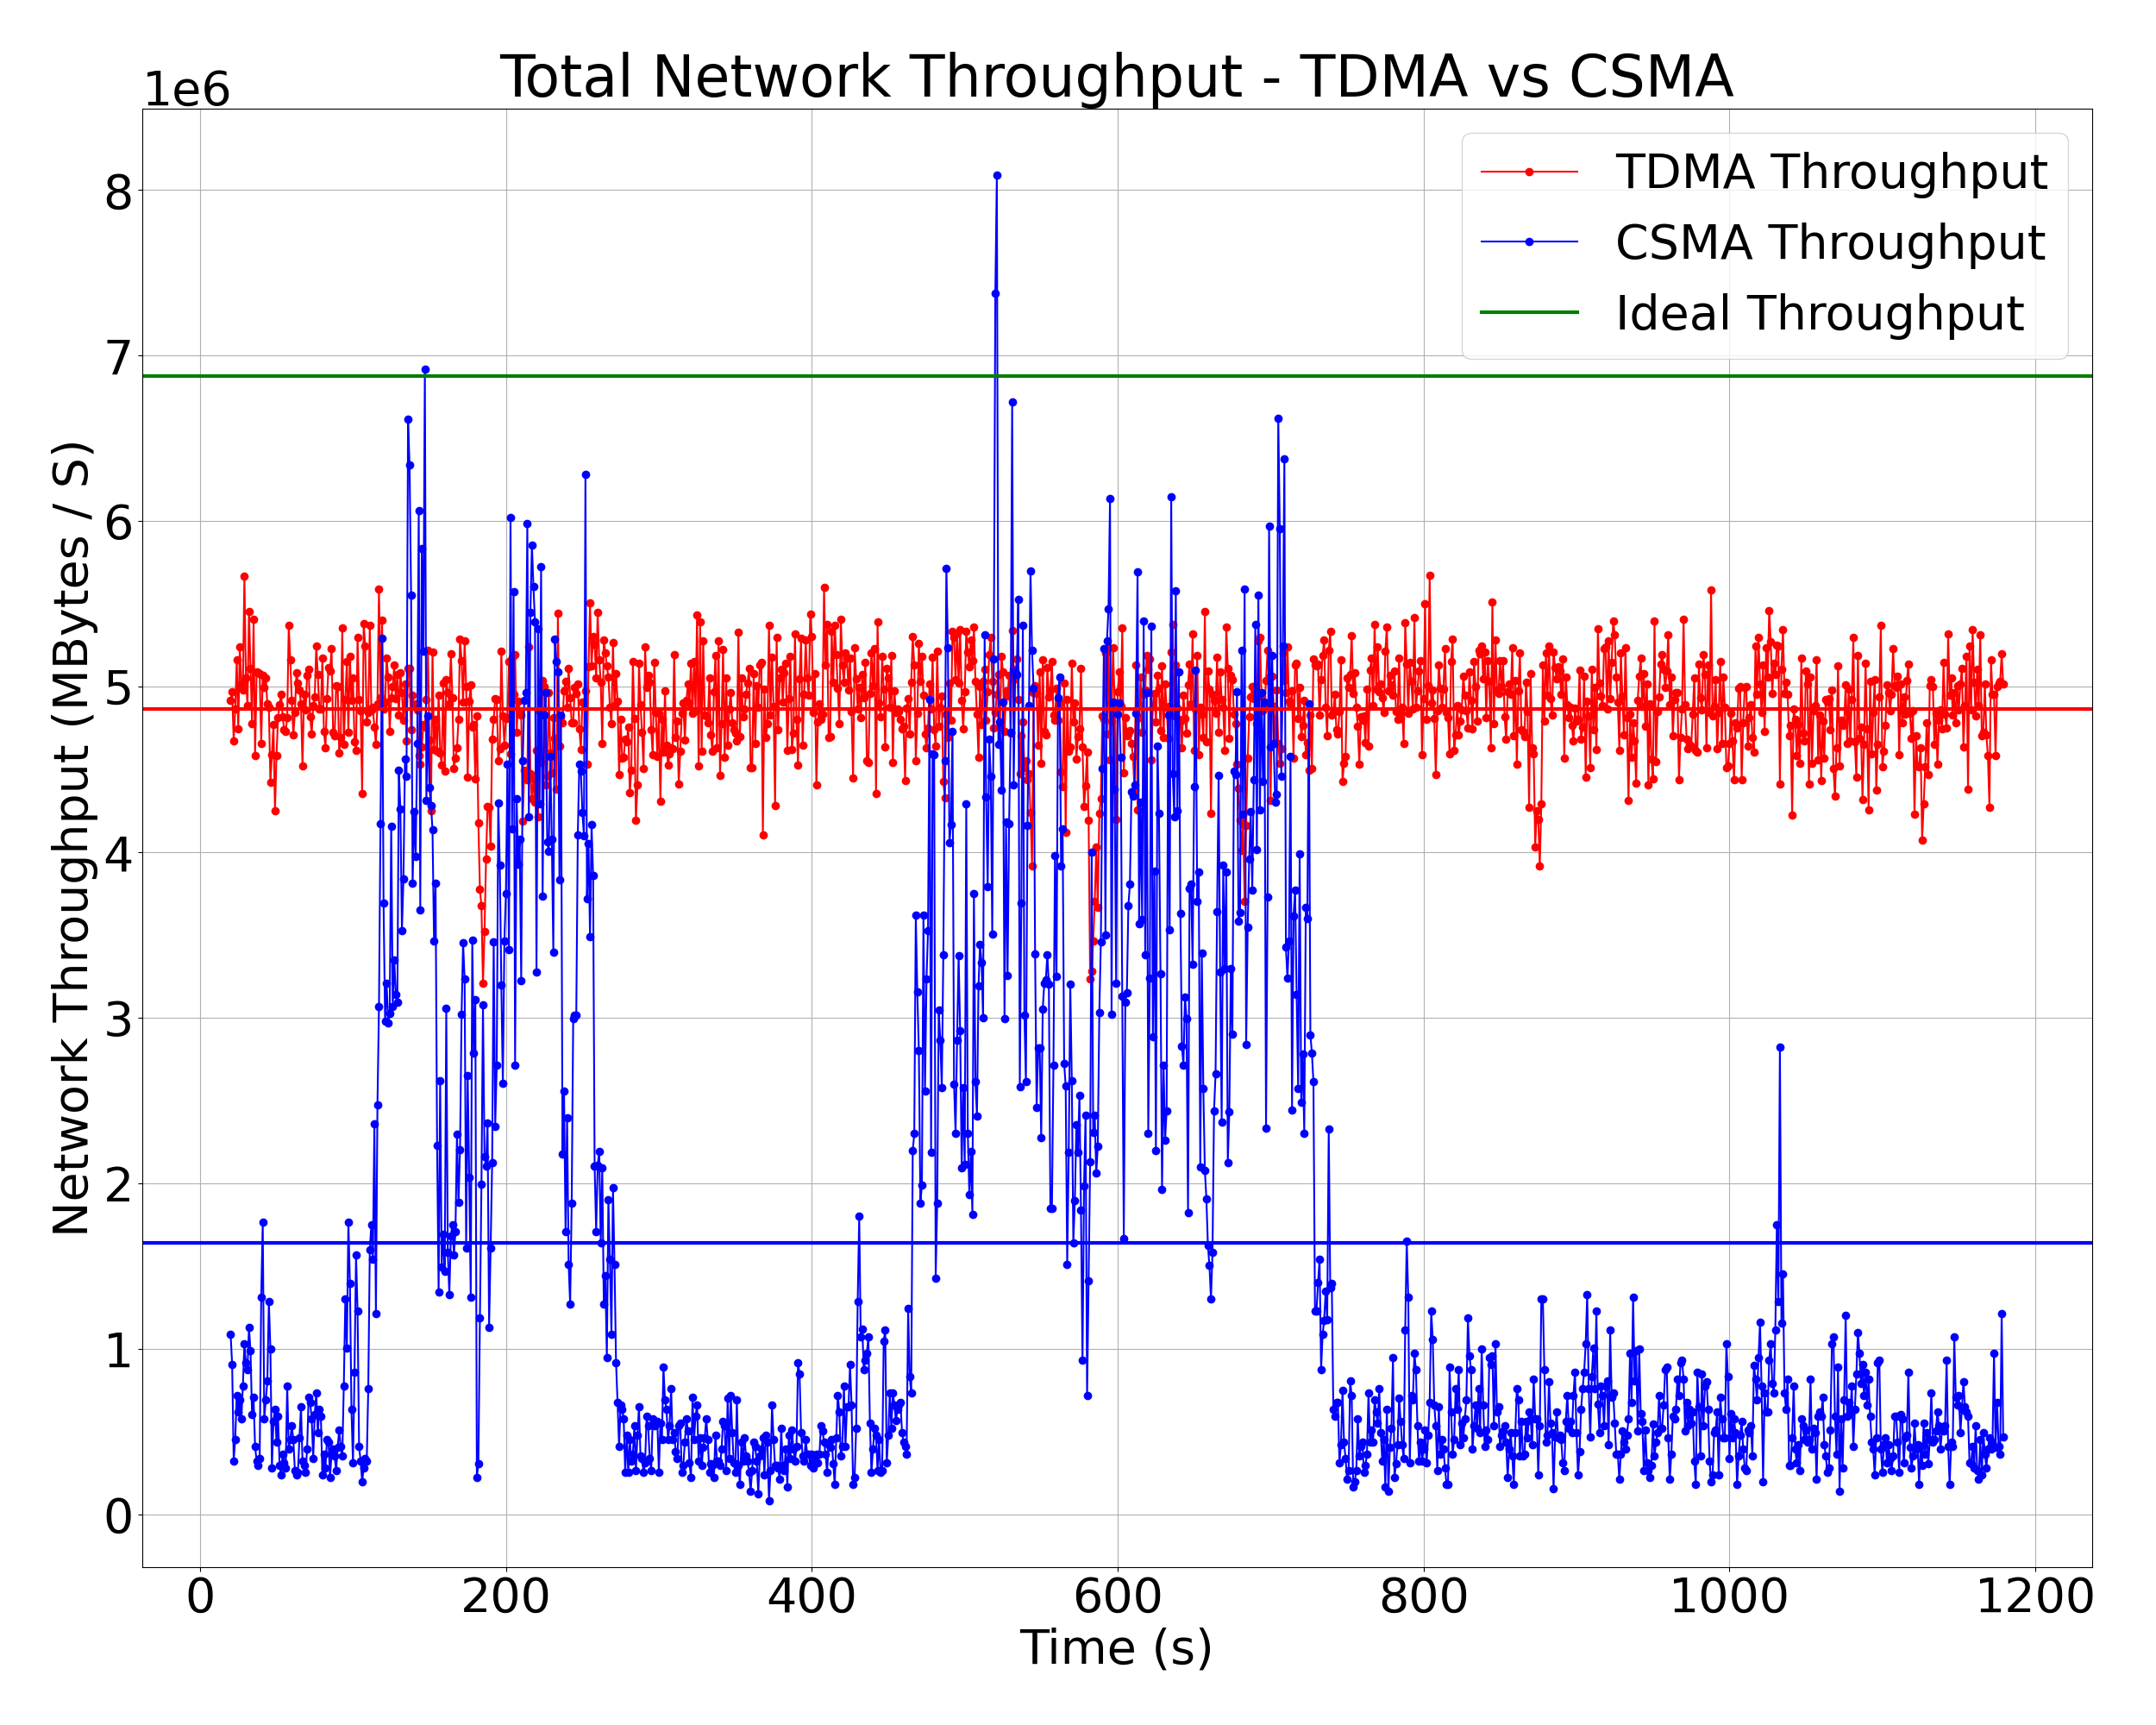 Total Network Throughput - TDMA vs CSMA
1e6
TDMA Throughput
CSMA Throughput
Ideal Throughput
Network Throughput (MBytes / S)
8
7
6
5
4
3
2
1
0
0 200 400 600 800 1000 1200
Time (s)